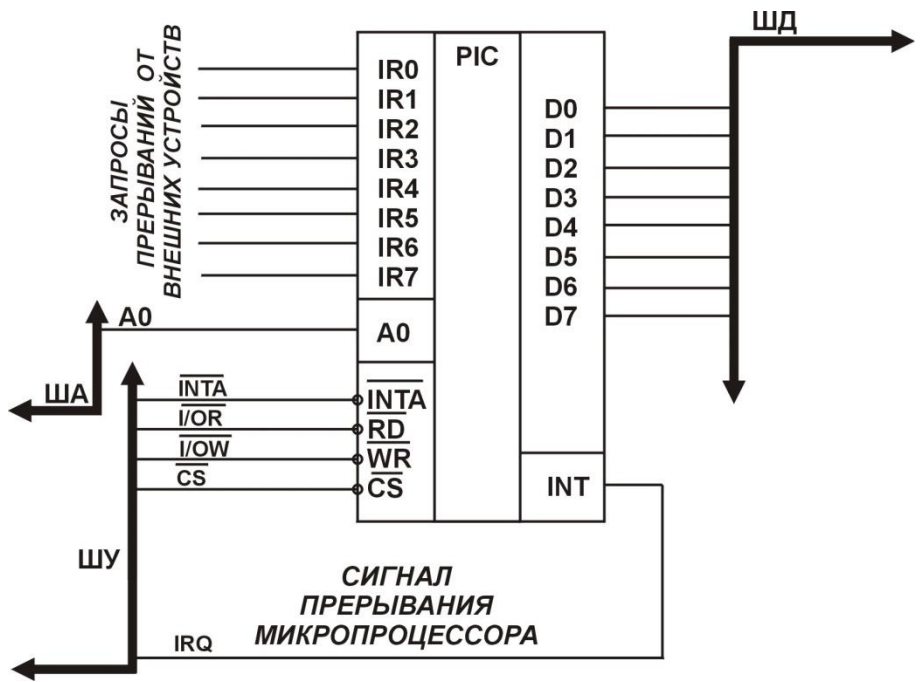 ШД
ЗАПРОСЫ
ПРЕРЫВАНИЙ ОТ
ВНЕШНИХ УСТРОЙСТВ
IR0
IR1
IR2
IR3
IR4
IR5
IR6
IR7
PIC
D0
D1
D2
D3
D4
D5
D6
D7
A0
A0
ША
INTA
I/OR
I/OW
CS
INTA
RD
WR
CS
INT
ШУ
СИГНАЛ
ПРЕРЫВАНИЯ
МИКРОПРОЦЕССОРА
IRQ